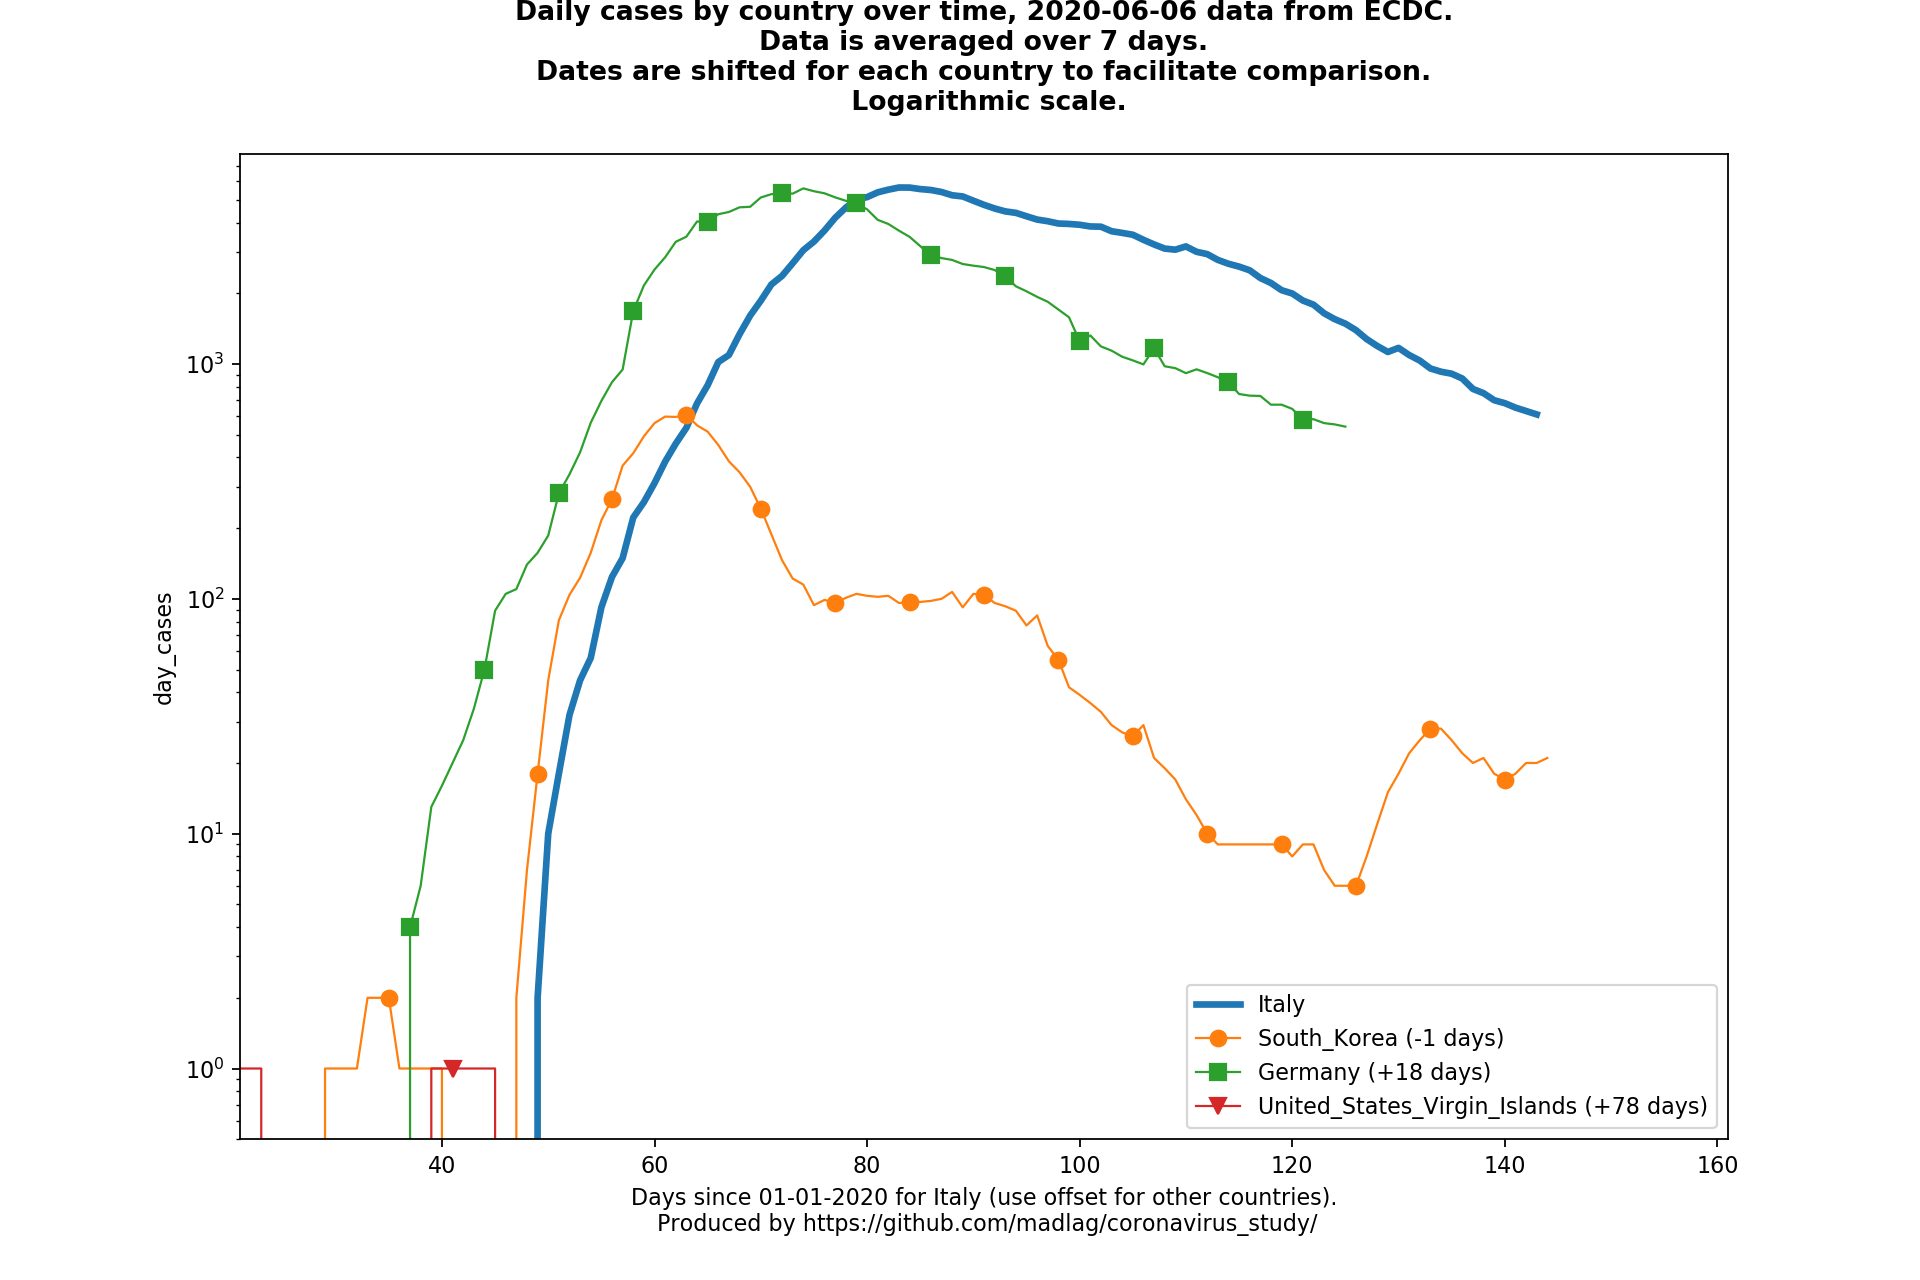 Daily cases by country over time, 2020-06-06 data from ECDC.
Data is averaged over 7 days.
Dates are shifted for each country to facilitate comparison.
Logarithmic scale.
10³
10²
10¹
10⁰
day_cases
Italy
South_Korea (-1 days)
Germany (+18 days)
United_States_Virgin_Islands (+78 days)
40 60 80 100 120 140 160
Days since 01-01-2020 for Italy (use offset for other countries).
Produced by https://github.com/madlag/coronavirus_study/